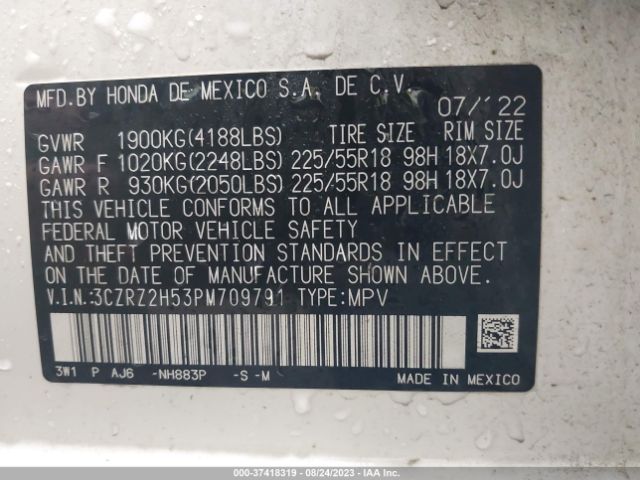 MFD.BY HONDA DE MEXICO S.A. DE C.V. 07/'22
GVWR 1900KG(4188LBS) TIRE SIZE RIM SIZE
GAWR F 1020KG(2248LBS) 225/55R18 98H 18X7.0J
GAWR R 930KG(2050LBS) 225/55R18 98H 18X7.0J
THIS VEHICLE CONFORMS TO ALL APPLICABLE
FEDERAL MOTOR VEHICLE SAFETY
AND THEFT PREVENTION STANDARDS IN EFFECT
ON THE DATE OF MANUFACTURE SHOWN ABOVE.
V.I.N:3CZRZ2H53PM709791 TYPE:MPV
3W1 P AJ6 -NH883P -S -M
MADE IN MEXICO
000-37418319 - 08/24/2023 - IAA Inc.